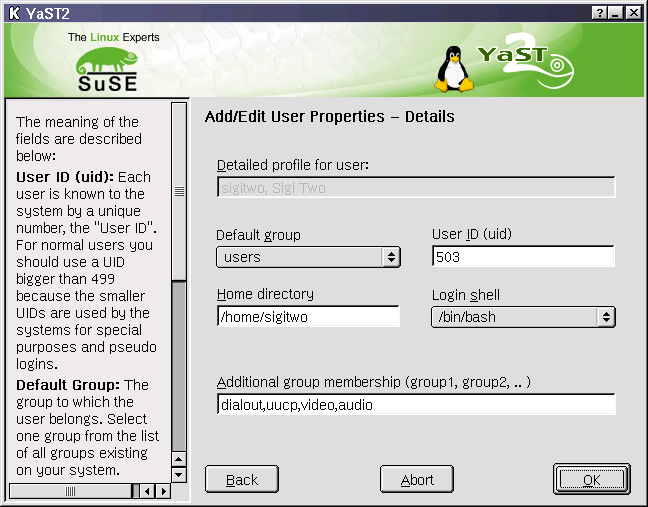 YaST2
The Linux Experts
SuSE
YaST
2
The meaning of the
fields are described
below:
User ID (uid): Each
user is known to the
system by a unique
number, the "User ID".
For normal users you
should use a UID
bigger than 499
because the smaller
UIDs are used by the
systems for special
purposes and pseudo
logins.
Default Group: The
group to which the
user belongs. Select
one group from the list
of all groups existing
on your system.
Add/Edit User Properties – Details
Detailed profile for user:
sigitwo, Sigi Two
Default group
User ID (uid)
users
503
Home directory
Login shell
/home/sigitwo
/bin/bash
Additional group membership (group1, group2, .. )
dialout,uucp,video,audio
Back
Abort
OK